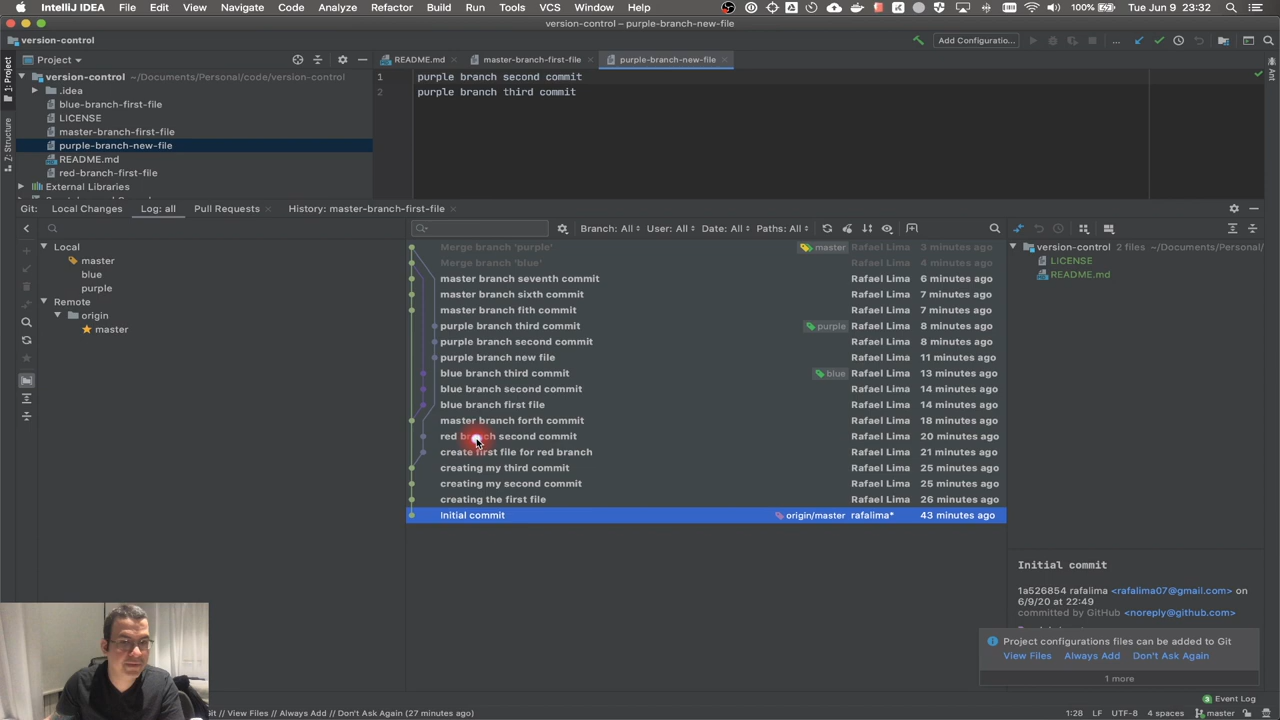 IntelliJ IDEA File Edit View Navigate Code Analyze Refactor Build Run Tools VCS Window Help 100% Tue Jun 9 23:32
version-control – purple-branch-new-file
version-control
Add Configuratio...
Project
README.md
master-branch-first-file
purple-branch-new-file
1: Project
Z: Structure
Ant
version-control ~/Documents/Personal/code/version-control
.idea
blue-branch-first-file
LICENSE
master-branch-first-file
purple-branch-new-file
README.md
red-branch-first-file
External Libraries
1 purple branch second commit
2 purple branch third commit
Git: Local Changes Log: all Pull Requests History: master-branch-first-file
Branch: All User: All Date: All Paths: All
Local
master
blue
purple
Remote
origin
master
Merge branch 'purple' master Rafael Lima 3 minutes ago
Merge branch 'blue' Rafael Lima 4 minutes ago
master branch seventh commit Rafael Lima 6 minutes ago
master branch sixth commit Rafael Lima 7 minutes ago
master branch fith commit Rafael Lima 7 minutes ago
purple branch third commit purple Rafael Lima 8 minutes ago
purple branch second commit Rafael Lima 8 minutes ago
purple branch new file Rafael Lima 11 minutes ago
blue branch third commit blue Rafael Lima 13 minutes ago
blue branch second commit Rafael Lima 14 minutes ago
blue branch first file Rafael Lima 14 minutes ago
master branch forth commit Rafael Lima 18 minutes ago
red branch second commit Rafael Lima 20 minutes ago
create first file for red branch Rafael Lima 21 minutes ago
creating my third commit Rafael Lima 25 minutes ago
creating my second commit Rafael Lima 25 minutes ago
creating the first file Rafael Lima 26 minutes ago
Initial commit origin/master rafalima* 43 minutes ago
version-control 2 files ~/Documents/Personal/
LICENSE
README.md
Initial commit
1a526854 rafalima <rafalima07@gmail.com> on
6/9/20 at 22:49
committed by GitHub <noreply@github.com>
Project configurations files can be added to Git
View Files Always Add Don't Ask Again
1 more
3 Event Log
Git // View Files // Always Add // Don't Ask Again (27 minutes ago)
1:28 LF UTF-8 4 spaces master